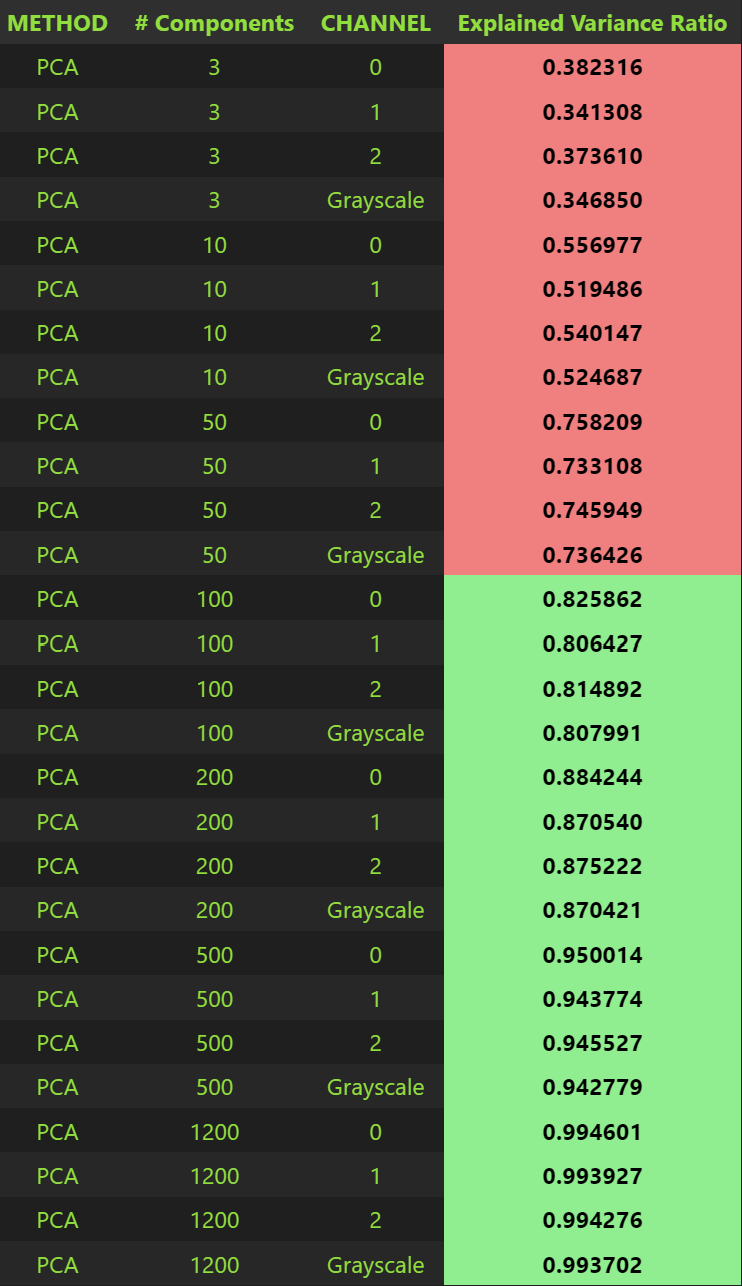 METHOD # Components CHANNEL Explained Variance Ratio
PCA 3 0 0.382316
PCA 3 1 0.341308
PCA 3 2 0.373610
PCA 3 Grayscale 0.346850
PCA 10 0 0.556977
PCA 10 1 0.519486
PCA 10 2 0.540147
PCA 10 Grayscale 0.524687
PCA 50 0 0.758209
PCA 50 1 0.733108
PCA 50 2 0.745949
PCA 50 Grayscale 0.736426
PCA 100 0 0.825862
PCA 100 1 0.806427
PCA 100 2 0.814892
PCA 100 Grayscale 0.807991
PCA 200 0 0.884244
PCA 200 1 0.870540
PCA 200 2 0.875222
PCA 200 Grayscale 0.870421
PCA 500 0 0.950014
PCA 500 1 0.943774
PCA 500 2 0.945527
PCA 500 Grayscale 0.942779
PCA 1200 0 0.994601
PCA 1200 1 0.993927
PCA 1200 2 0.994276
PCA 1200 Grayscale 0.993702